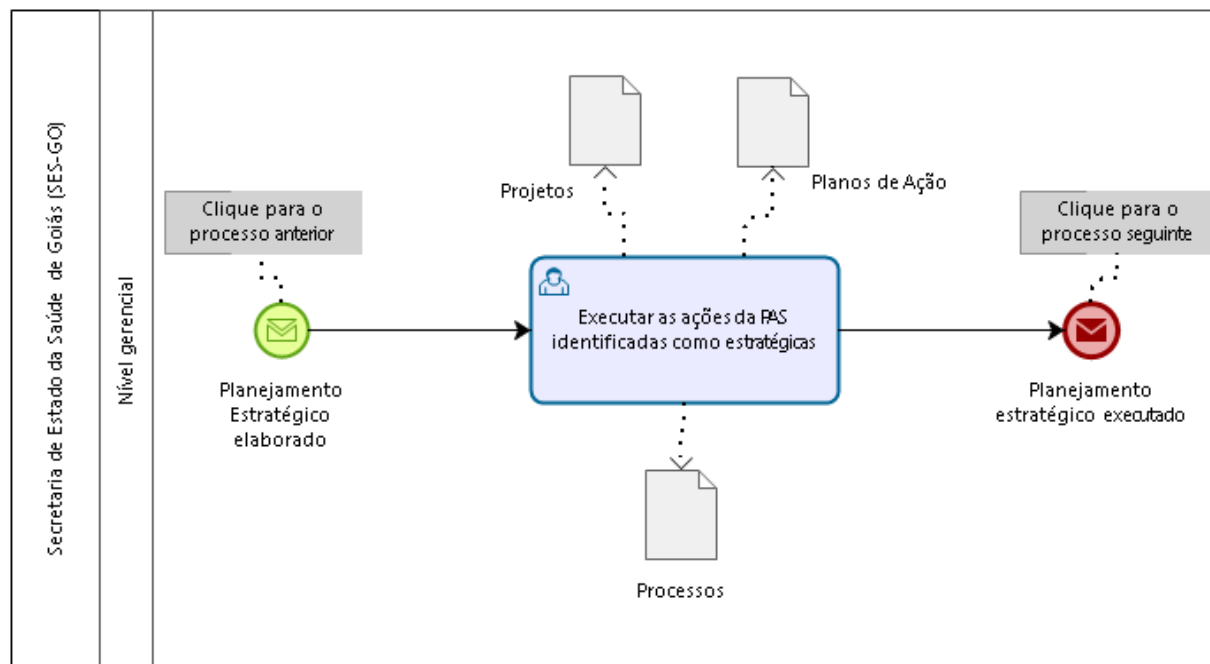 Secretaria de Estado da Saúde de Goiás (SES-GO)
Nível gerencial
Clique para o
processo anterior
Planejamento
Estratégico
elaborado
Projetos
Planos de Ação
Executar as ações da PAS
identificadas como estratégicas
Processos
Clique para o
processo seguinte
Planejamento
estratégico executado